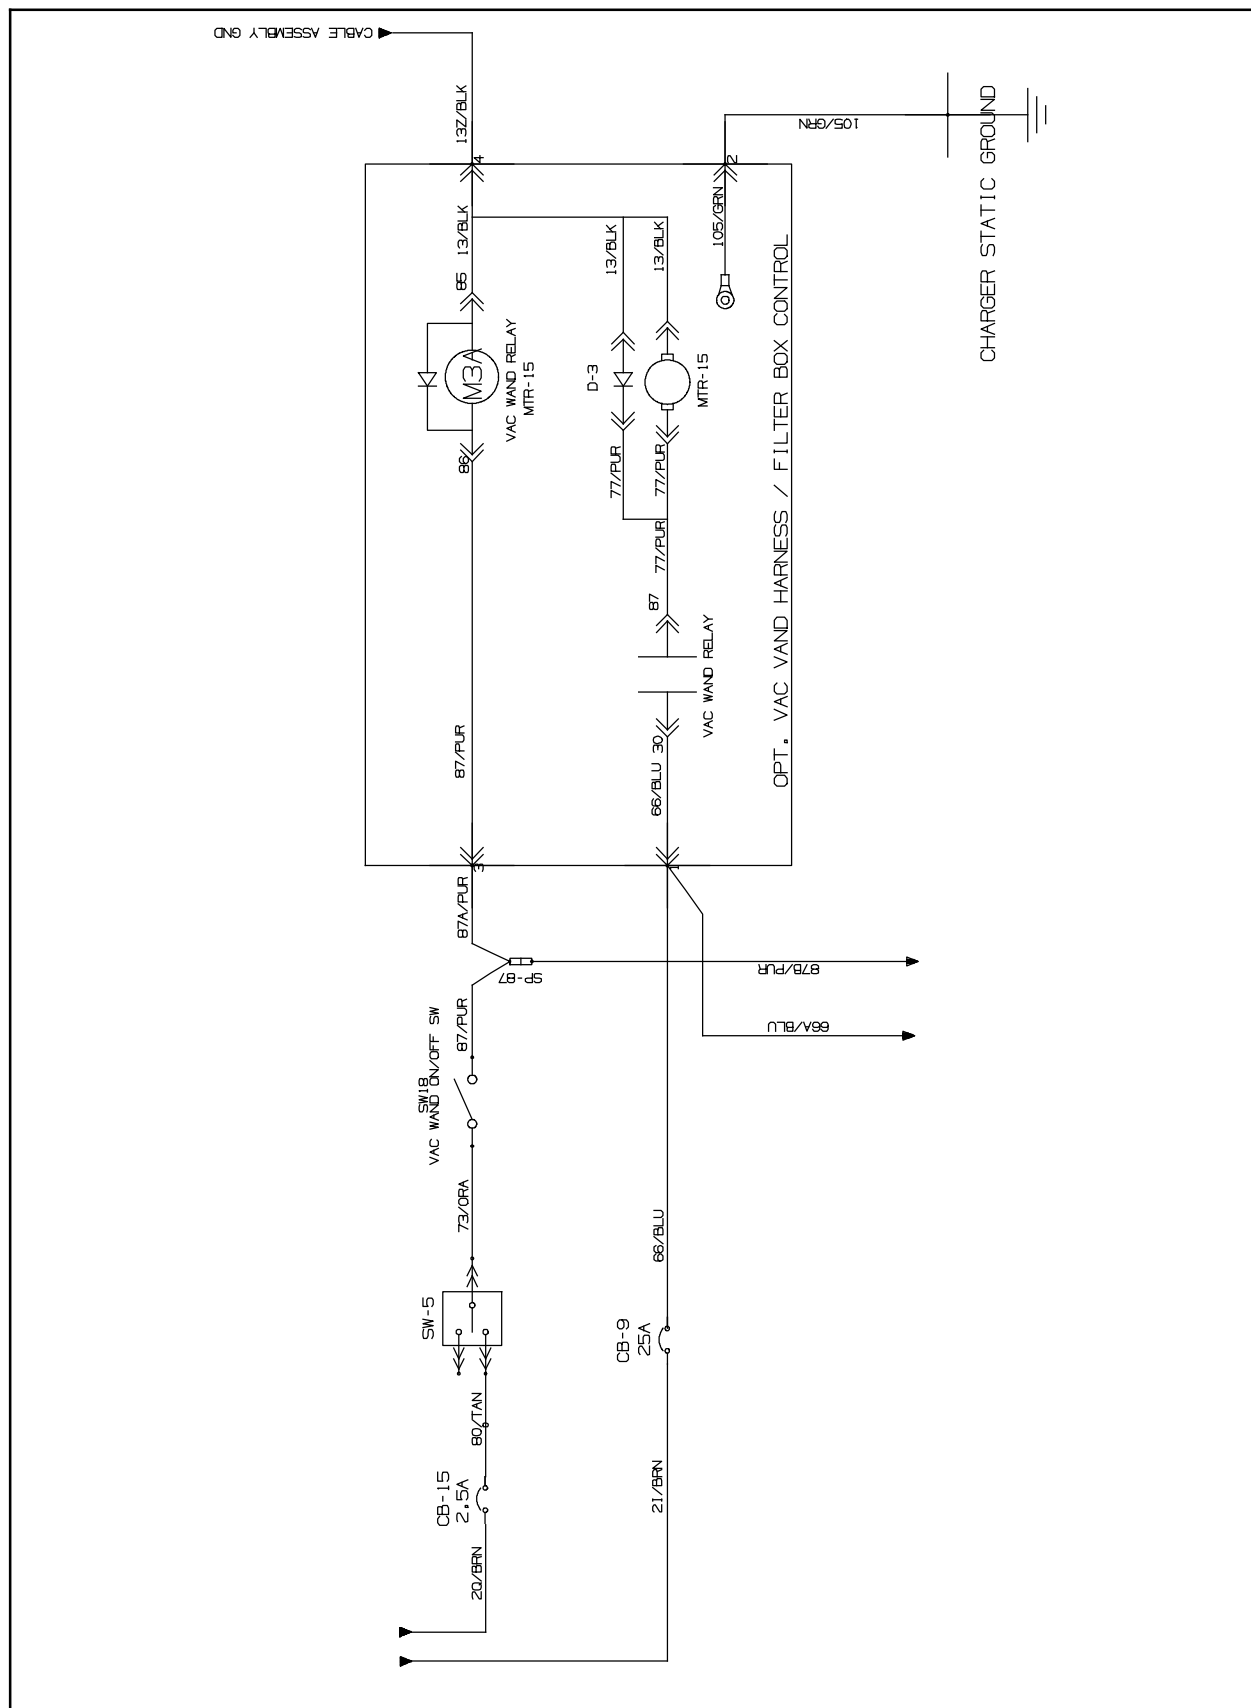 CABLE ASSEMBLY GND
13Z/BLK
4
105/GRN
2
CHARGER STATIC GROUND
13/BLK
85
M3A
VAC WAND RELAY
MTR-15
86
13/BLK
13/BLK
105/GRN
D-3
MTR-15
77/PUR
77/PUR
77/PUR
87
VAC WAND RELAY
30
66/BLU
87/PUR
OPT. VAC VAND HARNESS / FILTER BOX CONTROL
3
1
87A/PUR
SP-87
87B/PUR
66A/BLU
87/PUR
SW18
VAC WAND ON/OFF SW
73/ORA
66/BLU
SW-5
CB-9
25A
80/TAN
CB-15
2.5A
2I/BRN
2Q/BRN